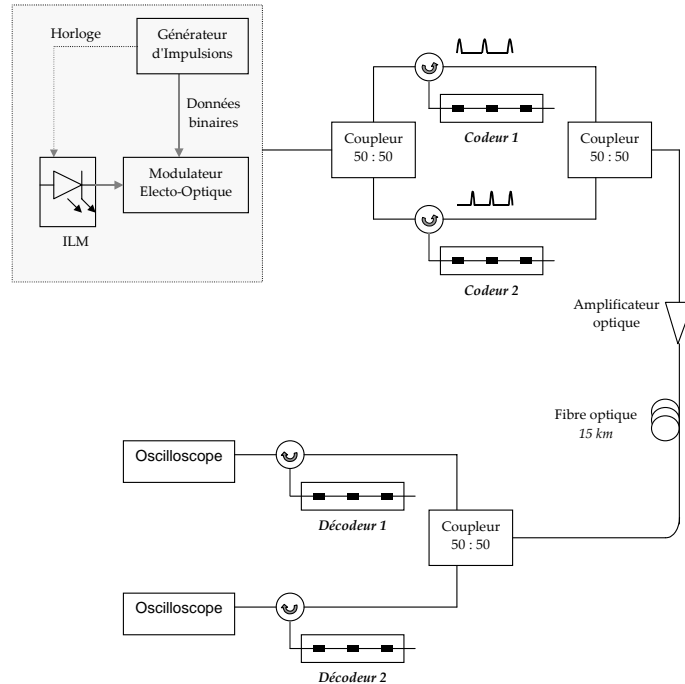 Horloge
Générateur
d'Impulsions
Données
binaires
Modulateur
Electo-Optique
ILM
Coupleur
50 : 50
Codeur 1
Codeur 2
Coupleur
50 : 50
Amplificateur
optique
Fibre optique
15 km
Oscilloscope
Décodeur 1
Coupleur
50 : 50
Oscilloscope
Décodeur 2